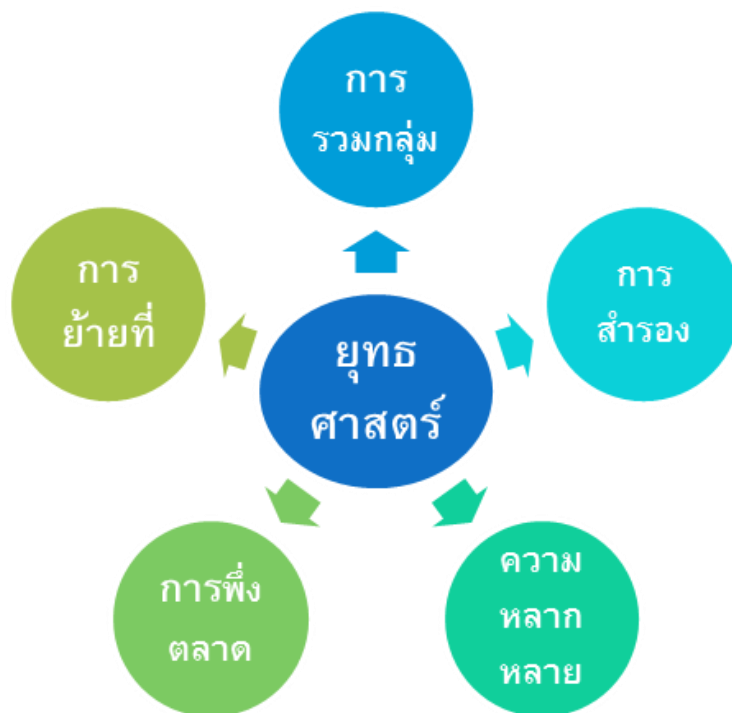 การ
รวมกลุ่ม
การ
ย้ายที่
การ
สำรอง
ยุทธ
ศาสตร์
การพึ่ง
ตลาด
ความ
หลาก
หลาย